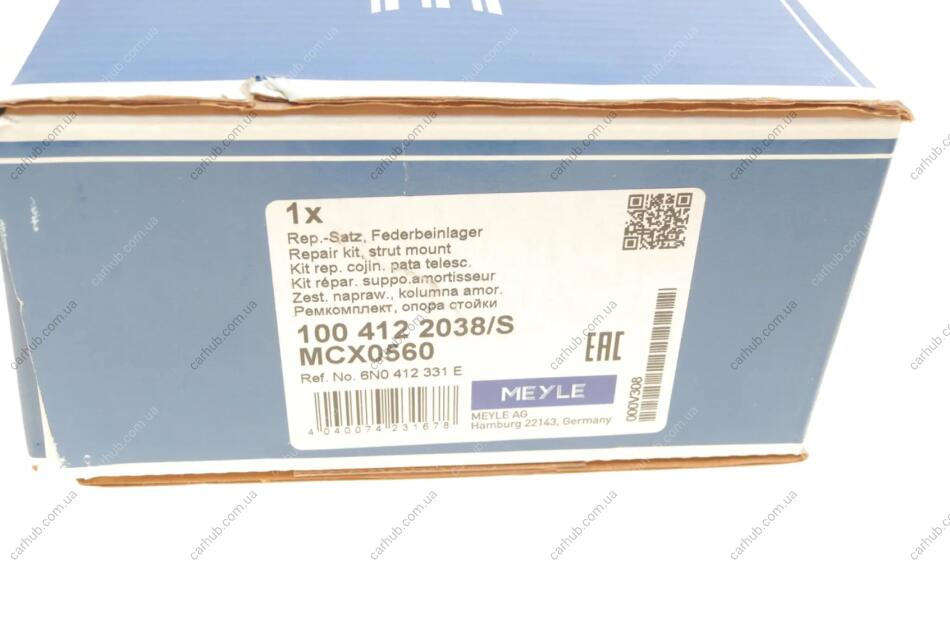 1x
Rep.-Satz, Federbeinlager
Repair kit, strut mount
Kit rep. cojin. pata telesc.
Kit répar. suppo.amortisseur
Zest. napraw., kolumna amor.
Ремкомплект, опора стойки
100 412 2038/S
MCX0560
Ref. No. 6N0 412 331 E
4 040074 231678
MEYLE
MEYLE AG
Hamburg 22143, Germany
EAC
000V308
carhub.com.ua